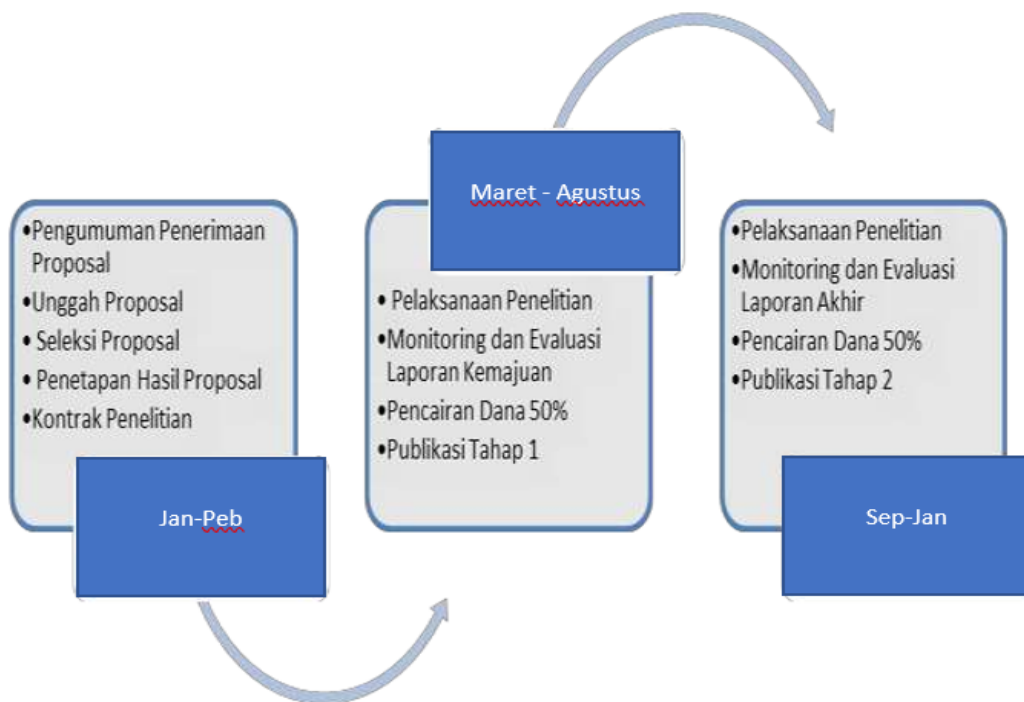 •Pengumuman Penerimaan
Proposal
•Unggah Proposal
• Seleksi Proposal
• Penetapan Hasil Proposal
•Kontrak Penelitian
Jan-Peb
Maret - Agustus
• Pelaksanaan Penelitian
•Monitoring dan Evaluasi
Laporan Kemajuan
•Pencairan Dana 50%
•Publikasi Tahap 1
•Pelaksanaan Penelitian
•Monitoring dan Evaluasi
Laporan Akhir
•Pencairan Dana 50%
•Publikasi Tahap 2
Sep-Jan